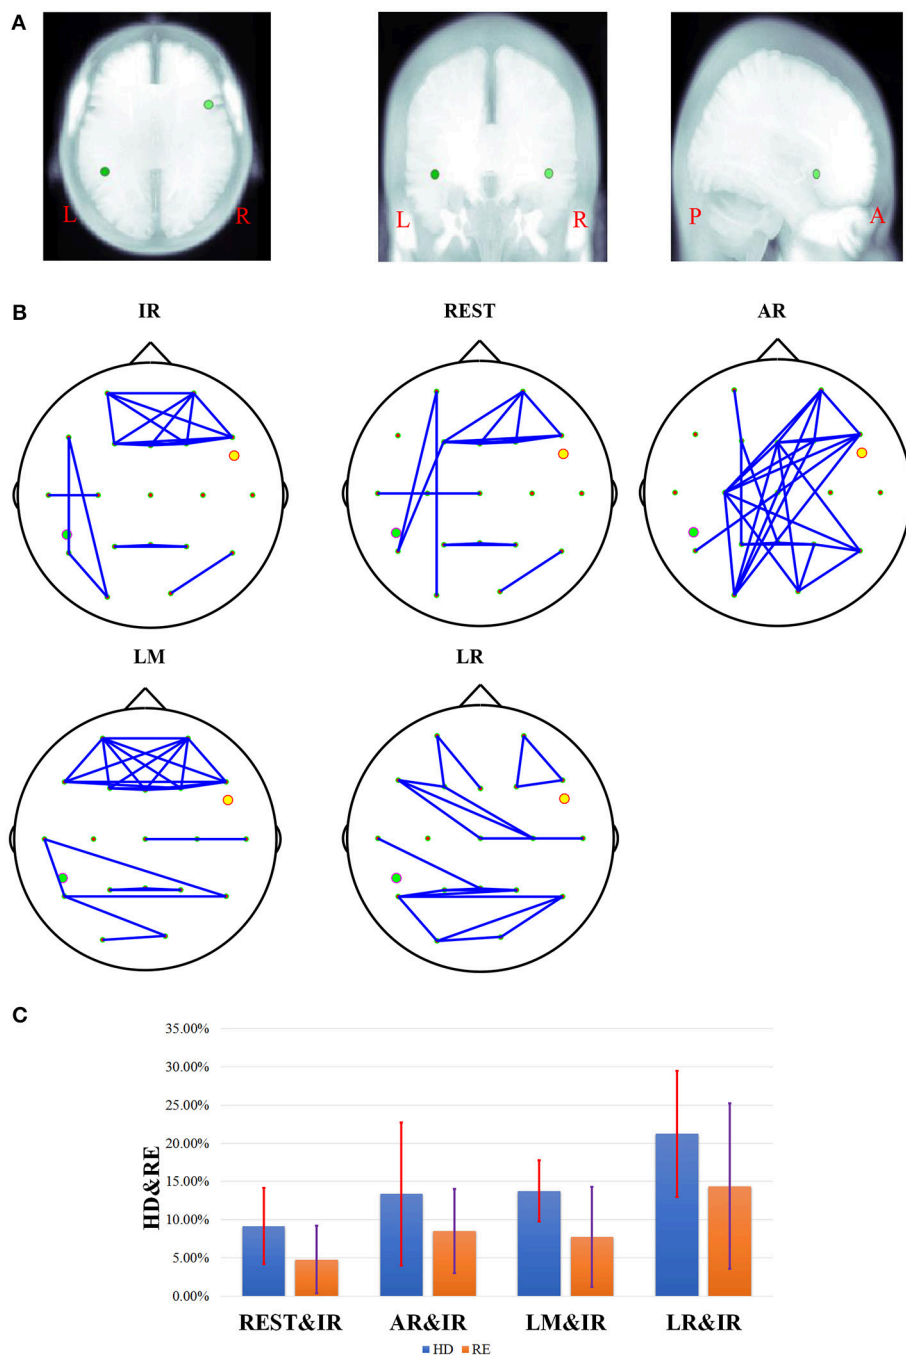 A
L R
L R
P A
B
IR REST AR
LM LR
C
35.00%
30.00%
25.00%
20.00%
15.00%
10.00%
5.00%
0.00%
HD&RE
REST&IR AR&IR LM&IR LR&IR
HD RE